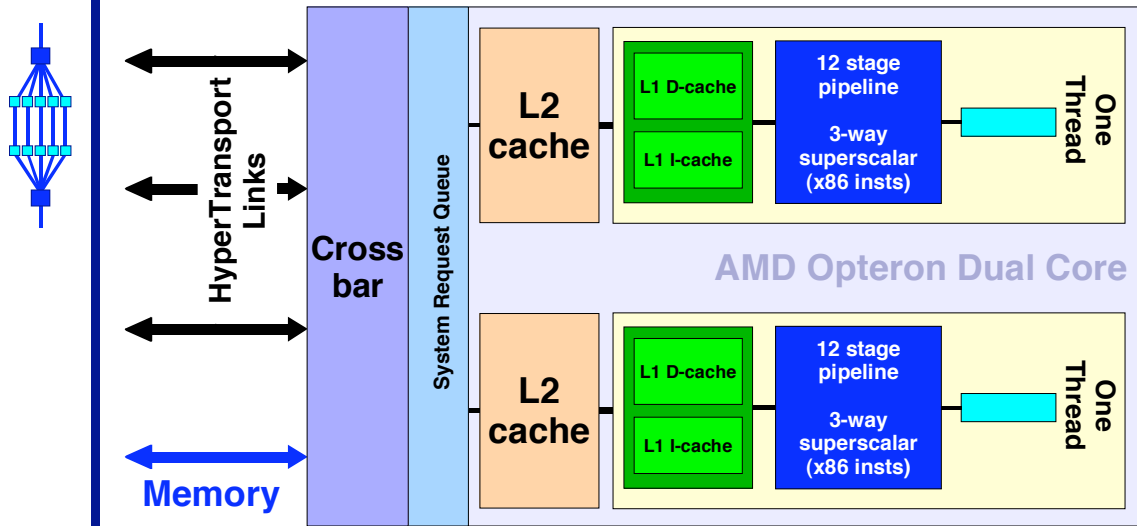 HyperTransport
Links
Memory
Cross
bar
System Request Queue
L2
cache
L1 D-cache
L1 I-cache
12 stage
pipeline
3-way
superscalar
(x86 insts)
One
Thread
AMD Opteron Dual Core
L2
cache
L1 D-cache
L1 I-cache
12 stage
pipeline
3-way
superscalar
(x86 insts)
One
Thread